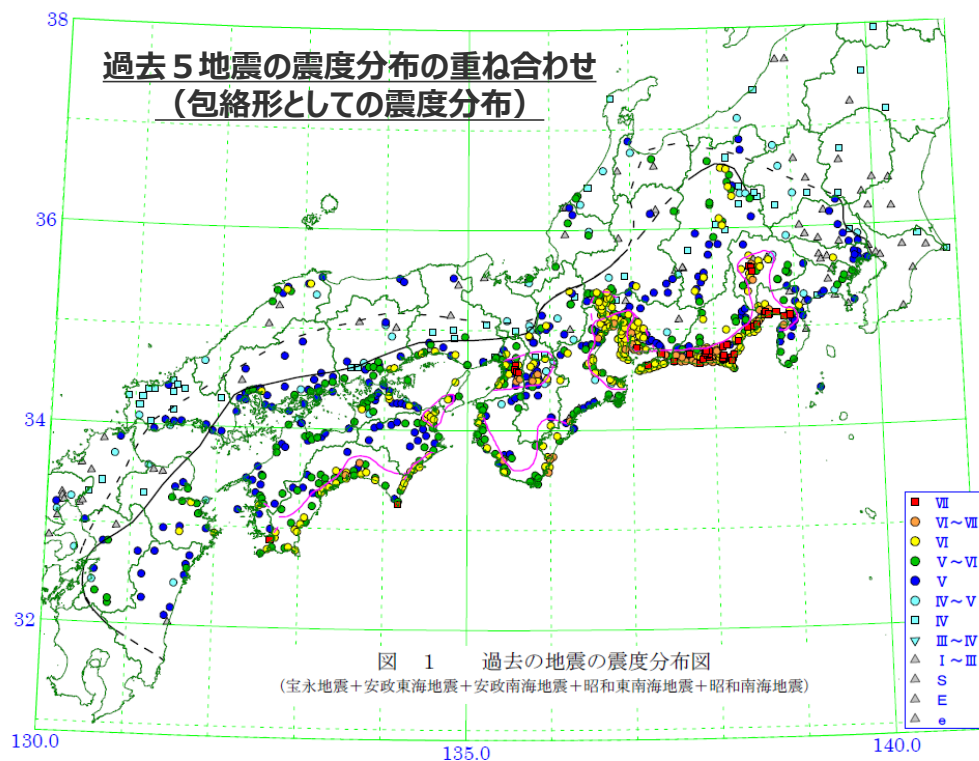 38
過去５地震の震度分布の重ね合わせ
（包絡形としての震度分布）
36
34
32
Ⅶ
Ⅵ～Ⅶ
Ⅵ
Ⅴ～Ⅵ
Ⅴ
Ⅳ～Ⅴ
Ⅳ
Ⅲ～Ⅳ
Ⅰ～Ⅲ
S
E
e
図　1　　過去の地震の震度分布図
（宝永地震＋安政東海地震＋安政南海地震＋昭和東南海地震＋昭和南海地震）
130.0
135.0
140.0